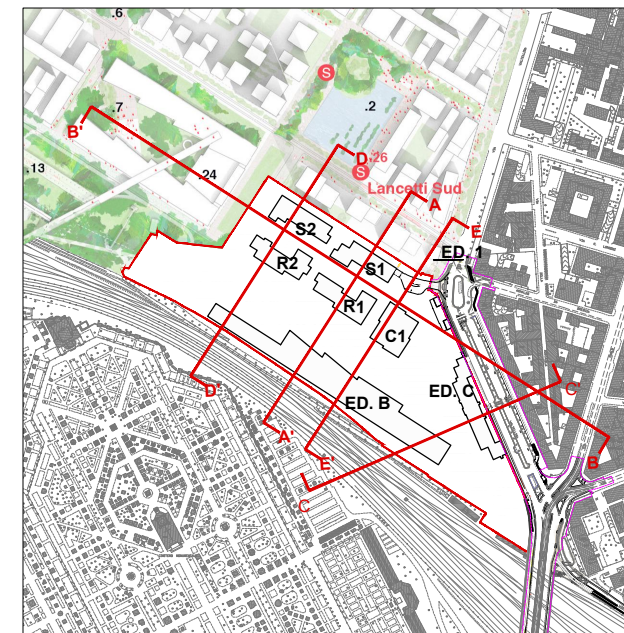 .6
S
.7
.2
B'
D
.26
S
.13
.24
Lancetti Sud
A
S2
E
ED. 1
R2
S1
R1
C1
D'
C'
ED. C
ED. B
A'
E'
B
C